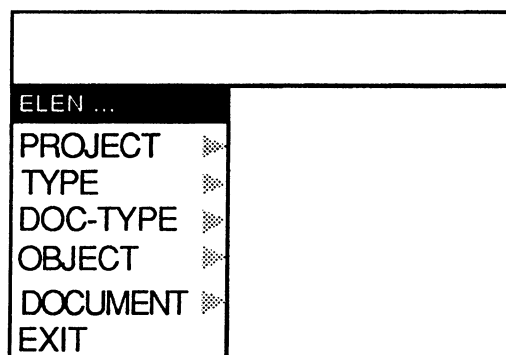 ELEN ...
PROJECT
TYPE
DOC-TYPE
OBJECT
DOCUMENT
EXIT